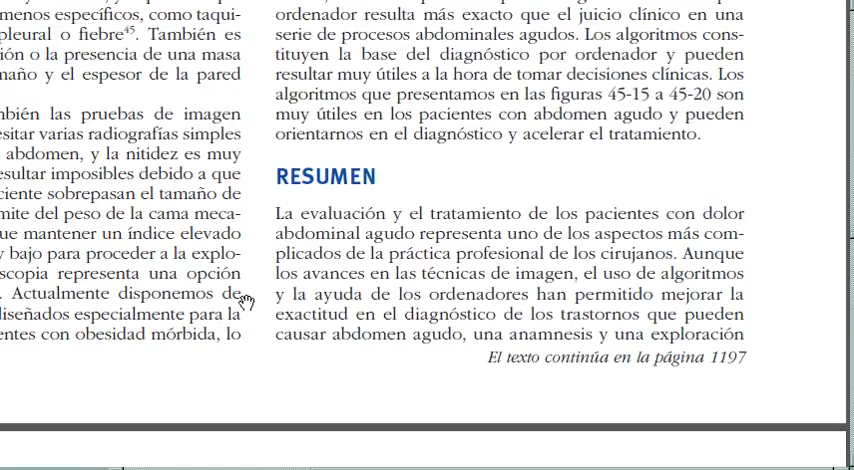 menos específicos, como taqui-
pleural o fiebre45. También es
ión o la presencia de una masa
maño y el espesor de la pared
mbién las pruebas de imagen
esitar varias radiografías simples
abdomen, y la nitidez es muy
esultar imposibles debido a que
ciente sobrepasan el tamaño de
mite del peso de la cama meca-
ue mantener un índice elevado
y bajo para proceder a la explo-
scopia representa una opción
. Actualmente disponemos de
diseñados especialmente para la
entes con obesidad mórbida, lo
ordenador resulta más exacto que el juicio clínico en una
serie de procesos abdominales agudos. Los algoritmos cons-
tituyen la base del diagnóstico por ordenador y pueden
resultar muy útiles a la hora de tomar decisiones clínicas. Los
algoritmos que presentamos en las figuras 45-15 a 45-20 son
muy útiles en los pacientes con abdomen agudo y pueden
orientarnos en el diagnóstico y acelerar el tratamiento.
RESUMEN
La evaluación y el tratamiento de los pacientes con dolor
abdominal agudo representa uno de los aspectos más com-
plicados de la práctica profesional de los cirujanos. Aunque
los avances en las técnicas de imagen, el uso de algoritmos
y la ayuda de los ordenadores han permitido mejorar la
exactitud en el diagnóstico de los trastornos que pueden
causar abdomen agudo, una anamnesis y una exploración
El texto continúa en la página 1197